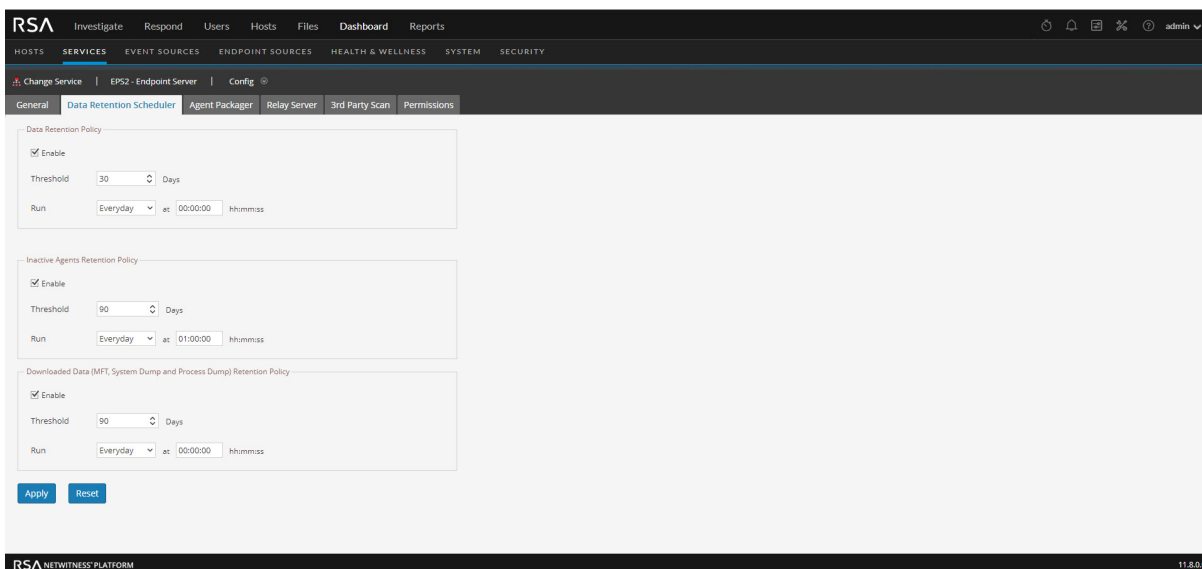 RSA Investigate Respond Users Hosts Files Dashboard Reports admin
HOSTS SERVICES EVENT SOURCES ENDPOINT SOURCES HEALTH & WELLNESS SYSTEM SECURITY
Change Service | EPS2 - Endpoint Server | Config
General Data Retention Scheduler Agent Packager Relay Server 3rd Party Scan Permissions
Data Retention Policy
Enable
Threshold 30 Days
Run Everyday at 00:00:00 hh:mm:ss
Inactive Agents Retention Policy
Enable
Threshold 90 Days
Run Everyday at 01:00:00 hh:mm:ss
Downloaded Data (MFT, System Dump and Process Dump) Retention Policy
Enable
Threshold 90 Days
Run Everyday at 00:00:00 hh:mm:ss
Apply Reset
RSA NETWITNESS® PLATFORM 11.8.0.